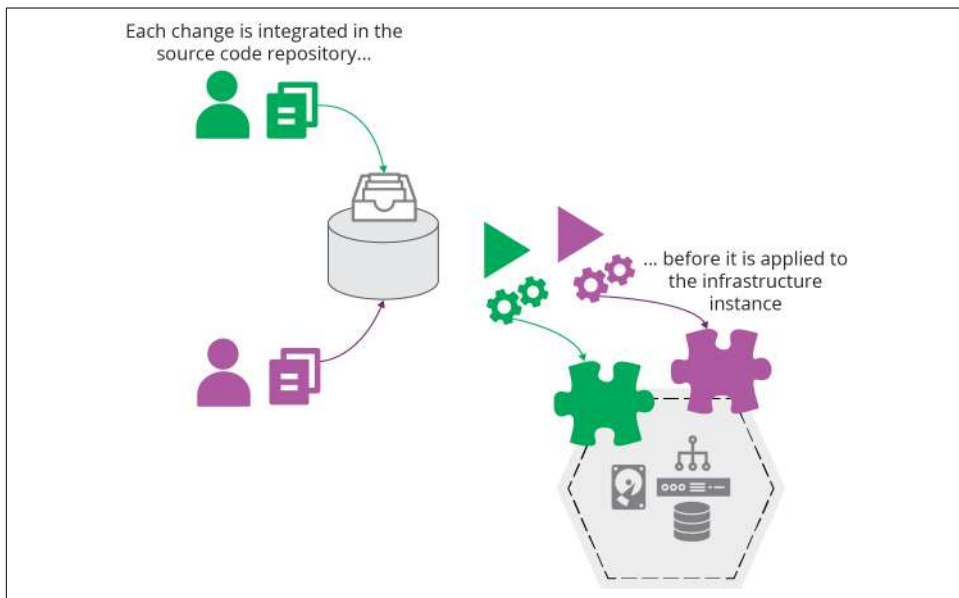 Each change is integrated in the
source code repository...
... before it is applied to
the infrastructure
instance